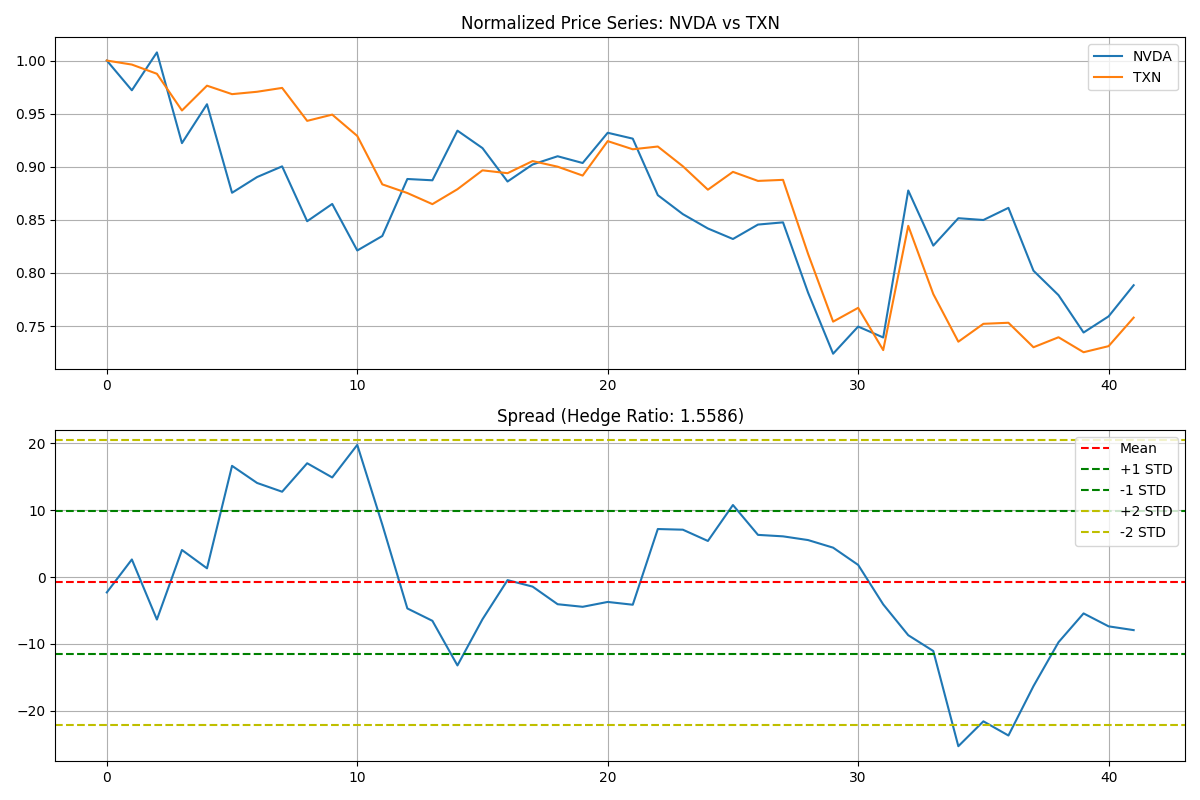 Normalized Price Series: NVDA vs TXN
1.00
0.95
0.90
0.85
0.80
0.75
NVDA
TXN
0 10 20 30 40
Spread (Hedge Ratio: 1.5586)
20
10
0
−10
−20
Mean
+1 STD
-1 STD
+2 STD
-2 STD
0 10 20 30 40